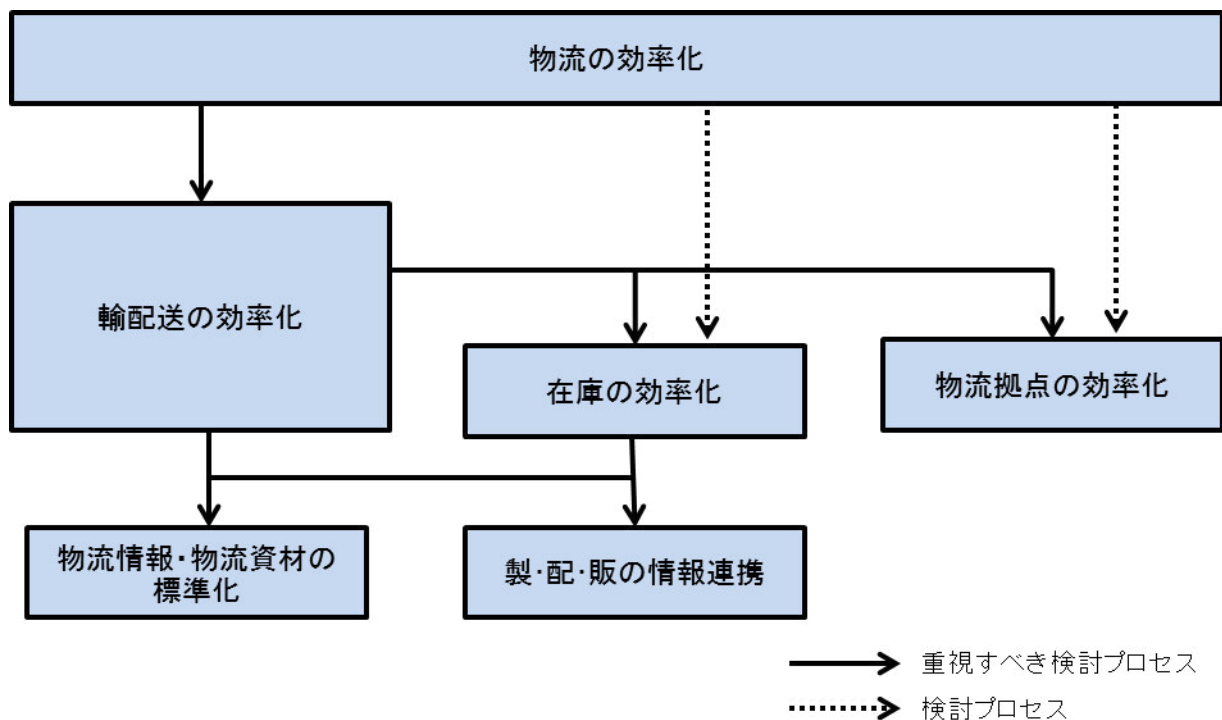 物流の効率化
輸配送の効率化
在庫の効率化
物流拠点の効率化
物流情報・物流資材の
標準化
製・配・販の情報連携
重視すべき検討プロセス
検討プロセス